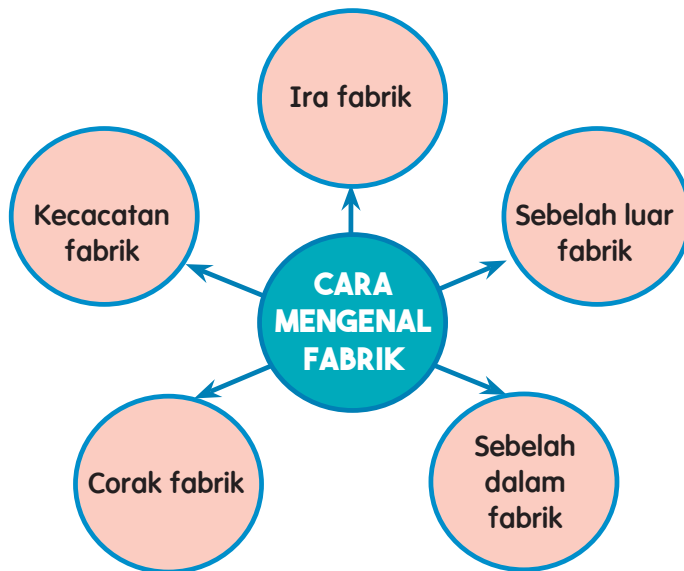 Ira fabrik
Kecacatan
fabrik
Sebelah luar
fabrik
CARA
MENGENAL
FABRIK
Corak fabrik
Sebelah
dalam
fabrik